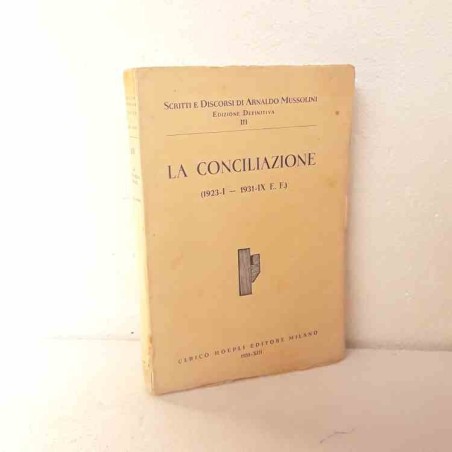 SCRITTI E DISCORSI DI ARNALDO MUSSOLINI
EDIZIONE DEFINITIVA
III
LA CONCILIAZIONE
(1923-I — 1931-IX E. F.)
ULRICO HOEPLI EDITORE MILANO